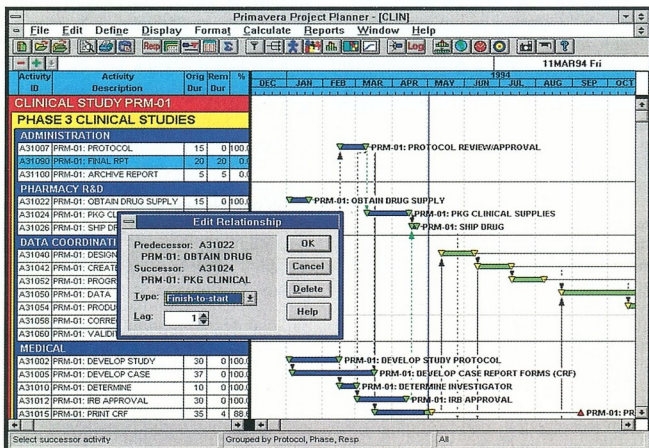 Primavera Project Planner - [CLIN]
File Edit Define Display Format Calculate Reports Window Help
Resp Σ Log ?
11MAR94 Fri
Activity ID Activity Description Orig Dur Rem Dur %
1994
DEC JAN FEB MAR APR MAY JUN JUL AUG SEP OCT
CLINICAL STUDY PRM-01
PHASE 3 CLINICAL STUDIES
ADMINISTRATION
A31007 PRM-01: PROTOCOL 15 0 100.0
PRM-01: PROTOCOL REVIEW/APPROVAL
A31090 PRM-01: FINAL RPT 20 20 0.0
A31100 PRM-01: ARCHIVE REPORT 5 5 0.0
PHARMACY R&D
A31022 PRM-01: OBTAIN DRUG SUPPLY 15 0 100.0
PRM-01: OBTAIN DRUG SUPPLY
A31024 PRM-01: PKG CL
PRM-01: PKG CLINICAL SUPPLIES
A31026 PRM-01: SHIP DR
PRM-01: SHIP DRUG
DATA COORDINATI
A31040 PRM-01: DESIGN
A31042 PRM-01: CREATE
A31052 PRM-01: PROGR
A31050 PRM-01: DATA
A31054 PRM-01: PRODU
A31058 PRM-01: CORRE
A31060 PRM-01: VALIDI
Edit Relationship
Predecessor: A31022
PRM-01: OBTAIN DRUG
Successor: A31024
PRM-01: PKG CLINICAL
Type: Finish-to-start
Lag: 1
OK
Cancel
Delete
Help
MEDICAL
A31002 PRM-01: DEVELOP STUDY 30 0 100.0
PRM-01: DEVELOP STUDY PROTOCOL
A31005 PRM-01: DEVELOP CASE 37 0 100.0
PRM-01: DEVELOP CASE REPORT FORMS (CRF)
A31010 PRM-01: DETERMINE 10 0 100.0
PRM-01: DETERMINE INVESTIGATOR
A31012 PRM-01: IRB APPROVAL 30 0 100.0
PRM-01: IRB APPROVAL
A31015 PRM-01: PRINT CRF 35 4 88.6
PRM-01: PR
Select successor activity
Grouped by Protocol, Phase, Resp
All